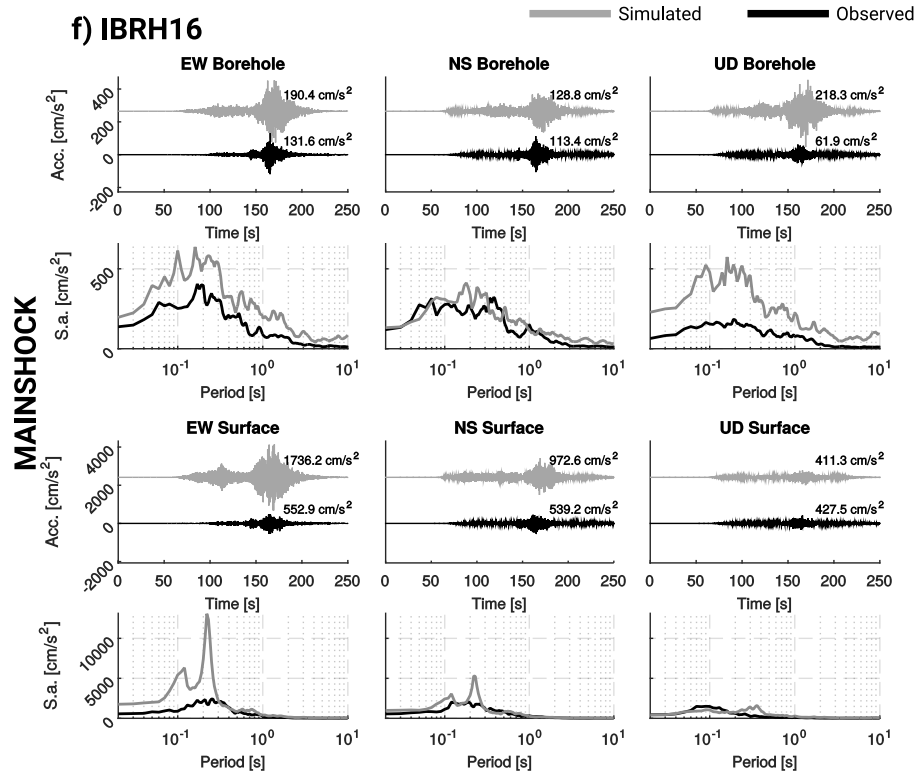 f) IBRH16
Simulated
Observed
MAINSHOCK
EW Borehole
NS Borehole
UD Borehole
Acc. [cm/s²]
400
200
0
-200
190.4 cm/s²
131.6 cm/s²
128.8 cm/s²
113.4 cm/s²
218.3 cm/s²
61.9 cm/s²
0 50 100 150 200 250
0 50 100 150 200 250
0 50 100 150 200 250
Time [s]
Time [s]
Time [s]
S.a. [cm/s²]
500
0
10⁻¹ 10⁰ 10¹
10⁻¹ 10⁰ 10¹
10⁻¹ 10⁰ 10¹
Period [s]
Period [s]
Period [s]
EW Surface
NS Surface
UD Surface
Acc. [cm/s²]
4000
2000
0
-2000
1736.2 cm/s²
552.9 cm/s²
972.6 cm/s²
539.2 cm/s²
411.3 cm/s²
427.5 cm/s²
0 50 100 150 200 250
0 50 100 150 200 250
0 50 100 150 200 250
Time [s]
Time [s]
Time [s]
S.a. [cm/s²]
10000
5000
0
10⁻¹ 10⁰ 10¹
10⁻¹ 10⁰ 10¹
10⁻¹ 10⁰ 10¹
Period [s]
Period [s]
Period [s]